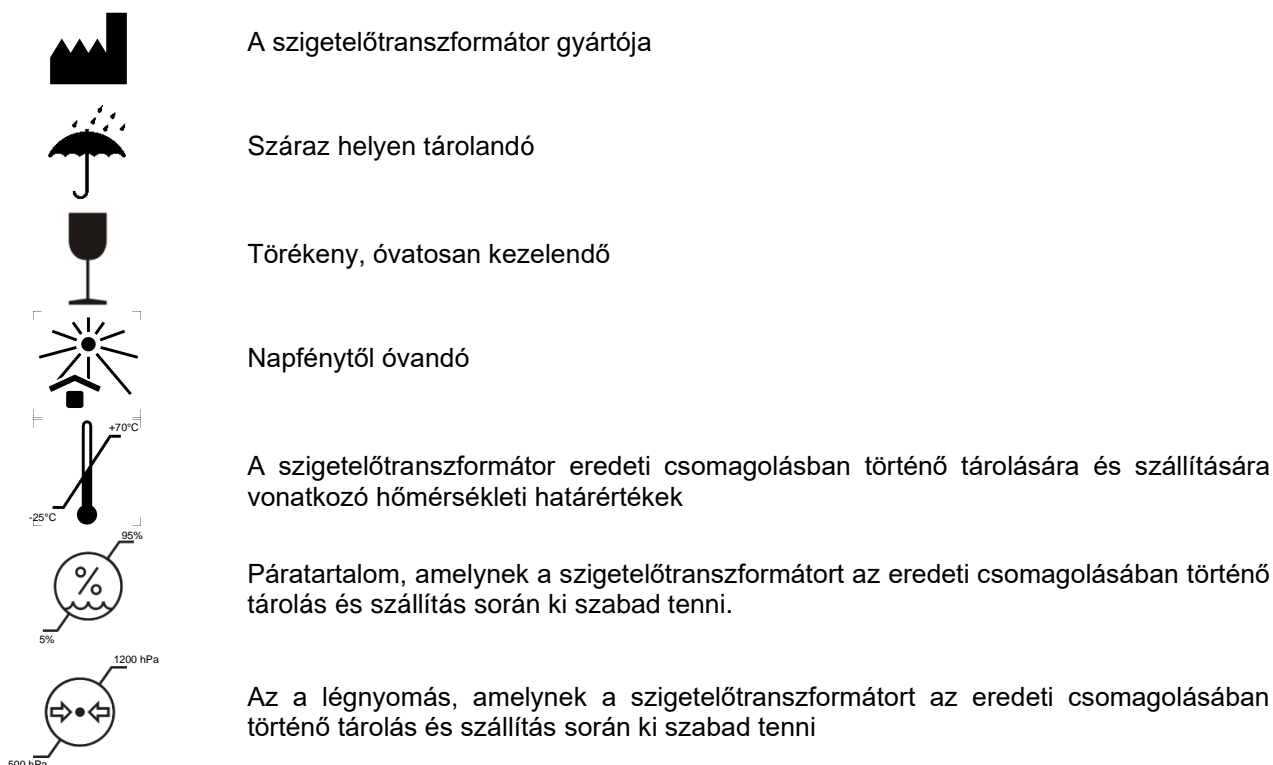 A szigetelőtranszformátor gyártója
Száraz helyen tárolandó
Törékeny, óvatosan kezelendő
Napfénytől óvandó
+70°C
A szigetelőtranszformátor eredeti csomagolásban történő tárolására és szállítására
vonatkozó hőmérsékleti határértékek
-25°C
95%
%
Páratartalom, amelynek a szigetelőtranszformátort az eredeti csomagolásában történő
tárolás és szállítás során ki szabad tenni.
5%
1200 hPa
Az a légnyomás, amelynek a szigetelőtranszformátort az eredeti csomagolásában
történő tárolás és szállítás során ki szabad tenni
500 hPa